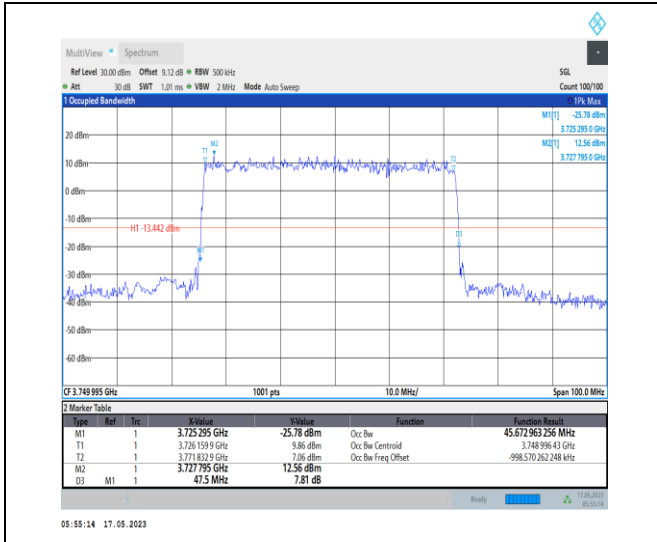 MultiView Spectrum
Ref Level 30.00 dBm Offset 9.12 dB RBW 500 kHz SGL
Att 30 dB SWT 1.01 ms VBW 2 MHz Mode Auto Sweep Count 100/100
1 Occupied Bandwidth 1Pk Max
M1[1] -25.78 dBm
3.725 295 0 GHz
M2[1] 12.56 dBm
3.727 795 0 GHz
20 dBm
M2
T1
T2
10 dBm
0 dBm
-10 dBm
H1 -13.442 dBm
D3
-20 dBm
M1
-30 dBm
-40 dBm
-50 dBm
-60 dBm
CF 3.749 995 GHz 1001 pts 10.0 MHz/ Span 100.0 MHz
2 Marker Table
Type Ref Trc X-Value Y-Value Function Function Result
M1 1 3.725 295 GHz -25.78 dBm Occ Bw 45.672 963 256 MHz
T1 1 3.726 159 9 GHz 9.86 dBm Occ Bw Centroid 3.748 996 43 GHz
T2 1 3.771 832 9 GHz 7.06 dBm Occ Bw Freq Offset -998.570 262 248 kHz
M2 1 3.727 795 GHz 12.56 dBm
D3 M1 1 47.5 MHz 7.81 dB
Ready 17.05.2023
05:55:14
05:55:14 17.05.2023